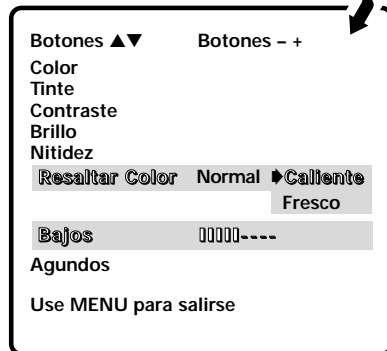 Botones ▲▼ Botones – +
Color
Tinte
Contraste
Brillo
Nitidez
Resaltar Color Normal ➧Caliente
Fresco
Bajos ▯▯▯▯▯----
Agundos
Use MENU para salirse